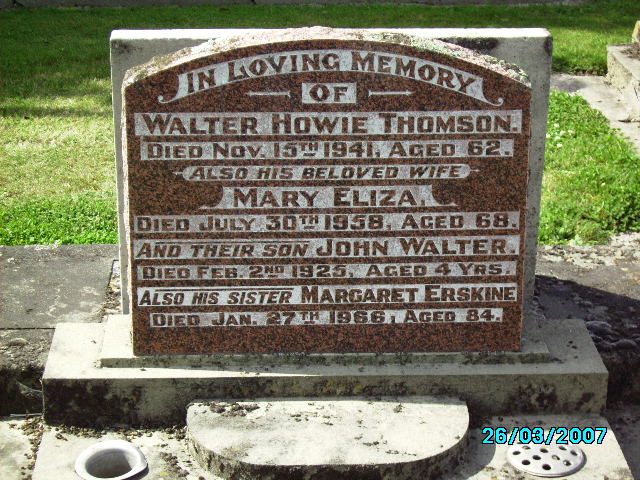 IN LOVING MEMORY
OF
WALTER HOWIE THOMSON.
DIED NOV. 15TH 1941, AGED 62.
ALSO HIS BELOVED WIFE
MARY ELIZA,
DIED JULY 30TH 1958, AGED 68.
AND THEIR SON JOHN WALTER.
DIED FEB. 2ND 1925, AGED 4 YRS.
ALSO HIS SISTER MARGARET ERSKINE
DIED JAN. 27TH 1966, AGED 84.
26/03/2007